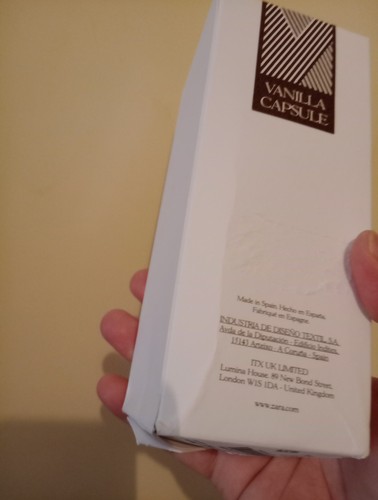 VANILLA
CAPSULE
Made in Spain. Hecho en España.
Fabriqué en Espagne.
INDUSTRIA DE DISEÑO TEXTIL, S.A.
Avda de la Diputación - Edificio Inditex,
15143 Arteixo - A Coruña - Spain
ITX UK LIMITED
Lumina House, 89 New Bond Street,
London W1S 1DA - United Kingdom
www.zara.com